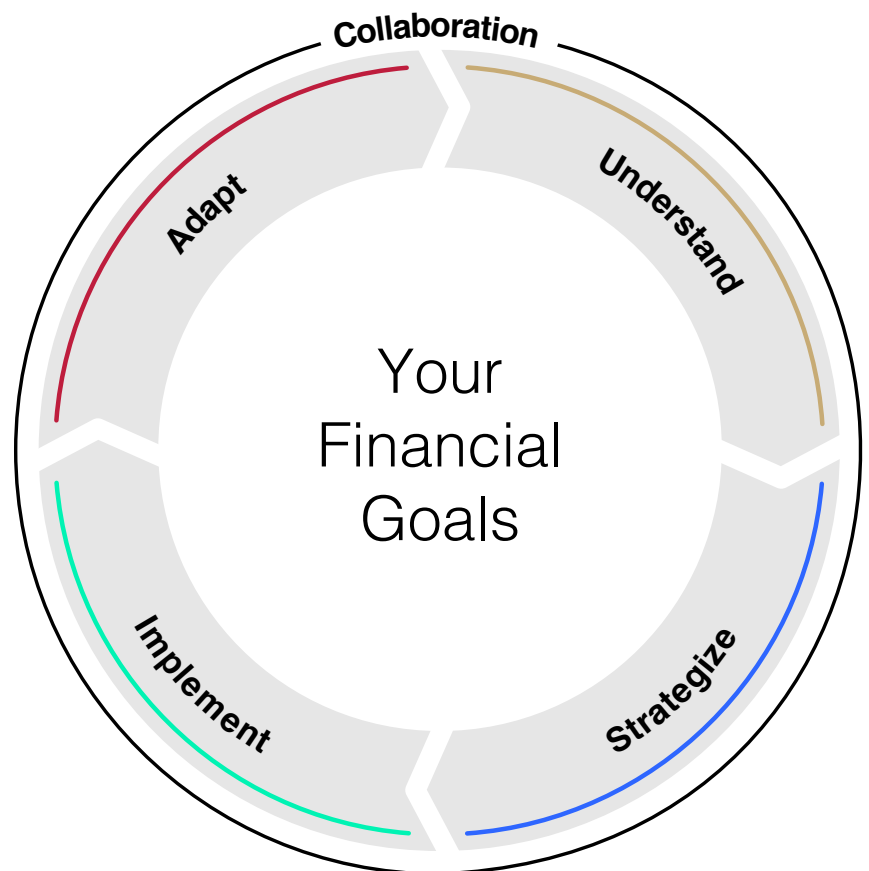 Collaboration
Understand
Strategize
Implement
Adapt
Your
Financial
Goals